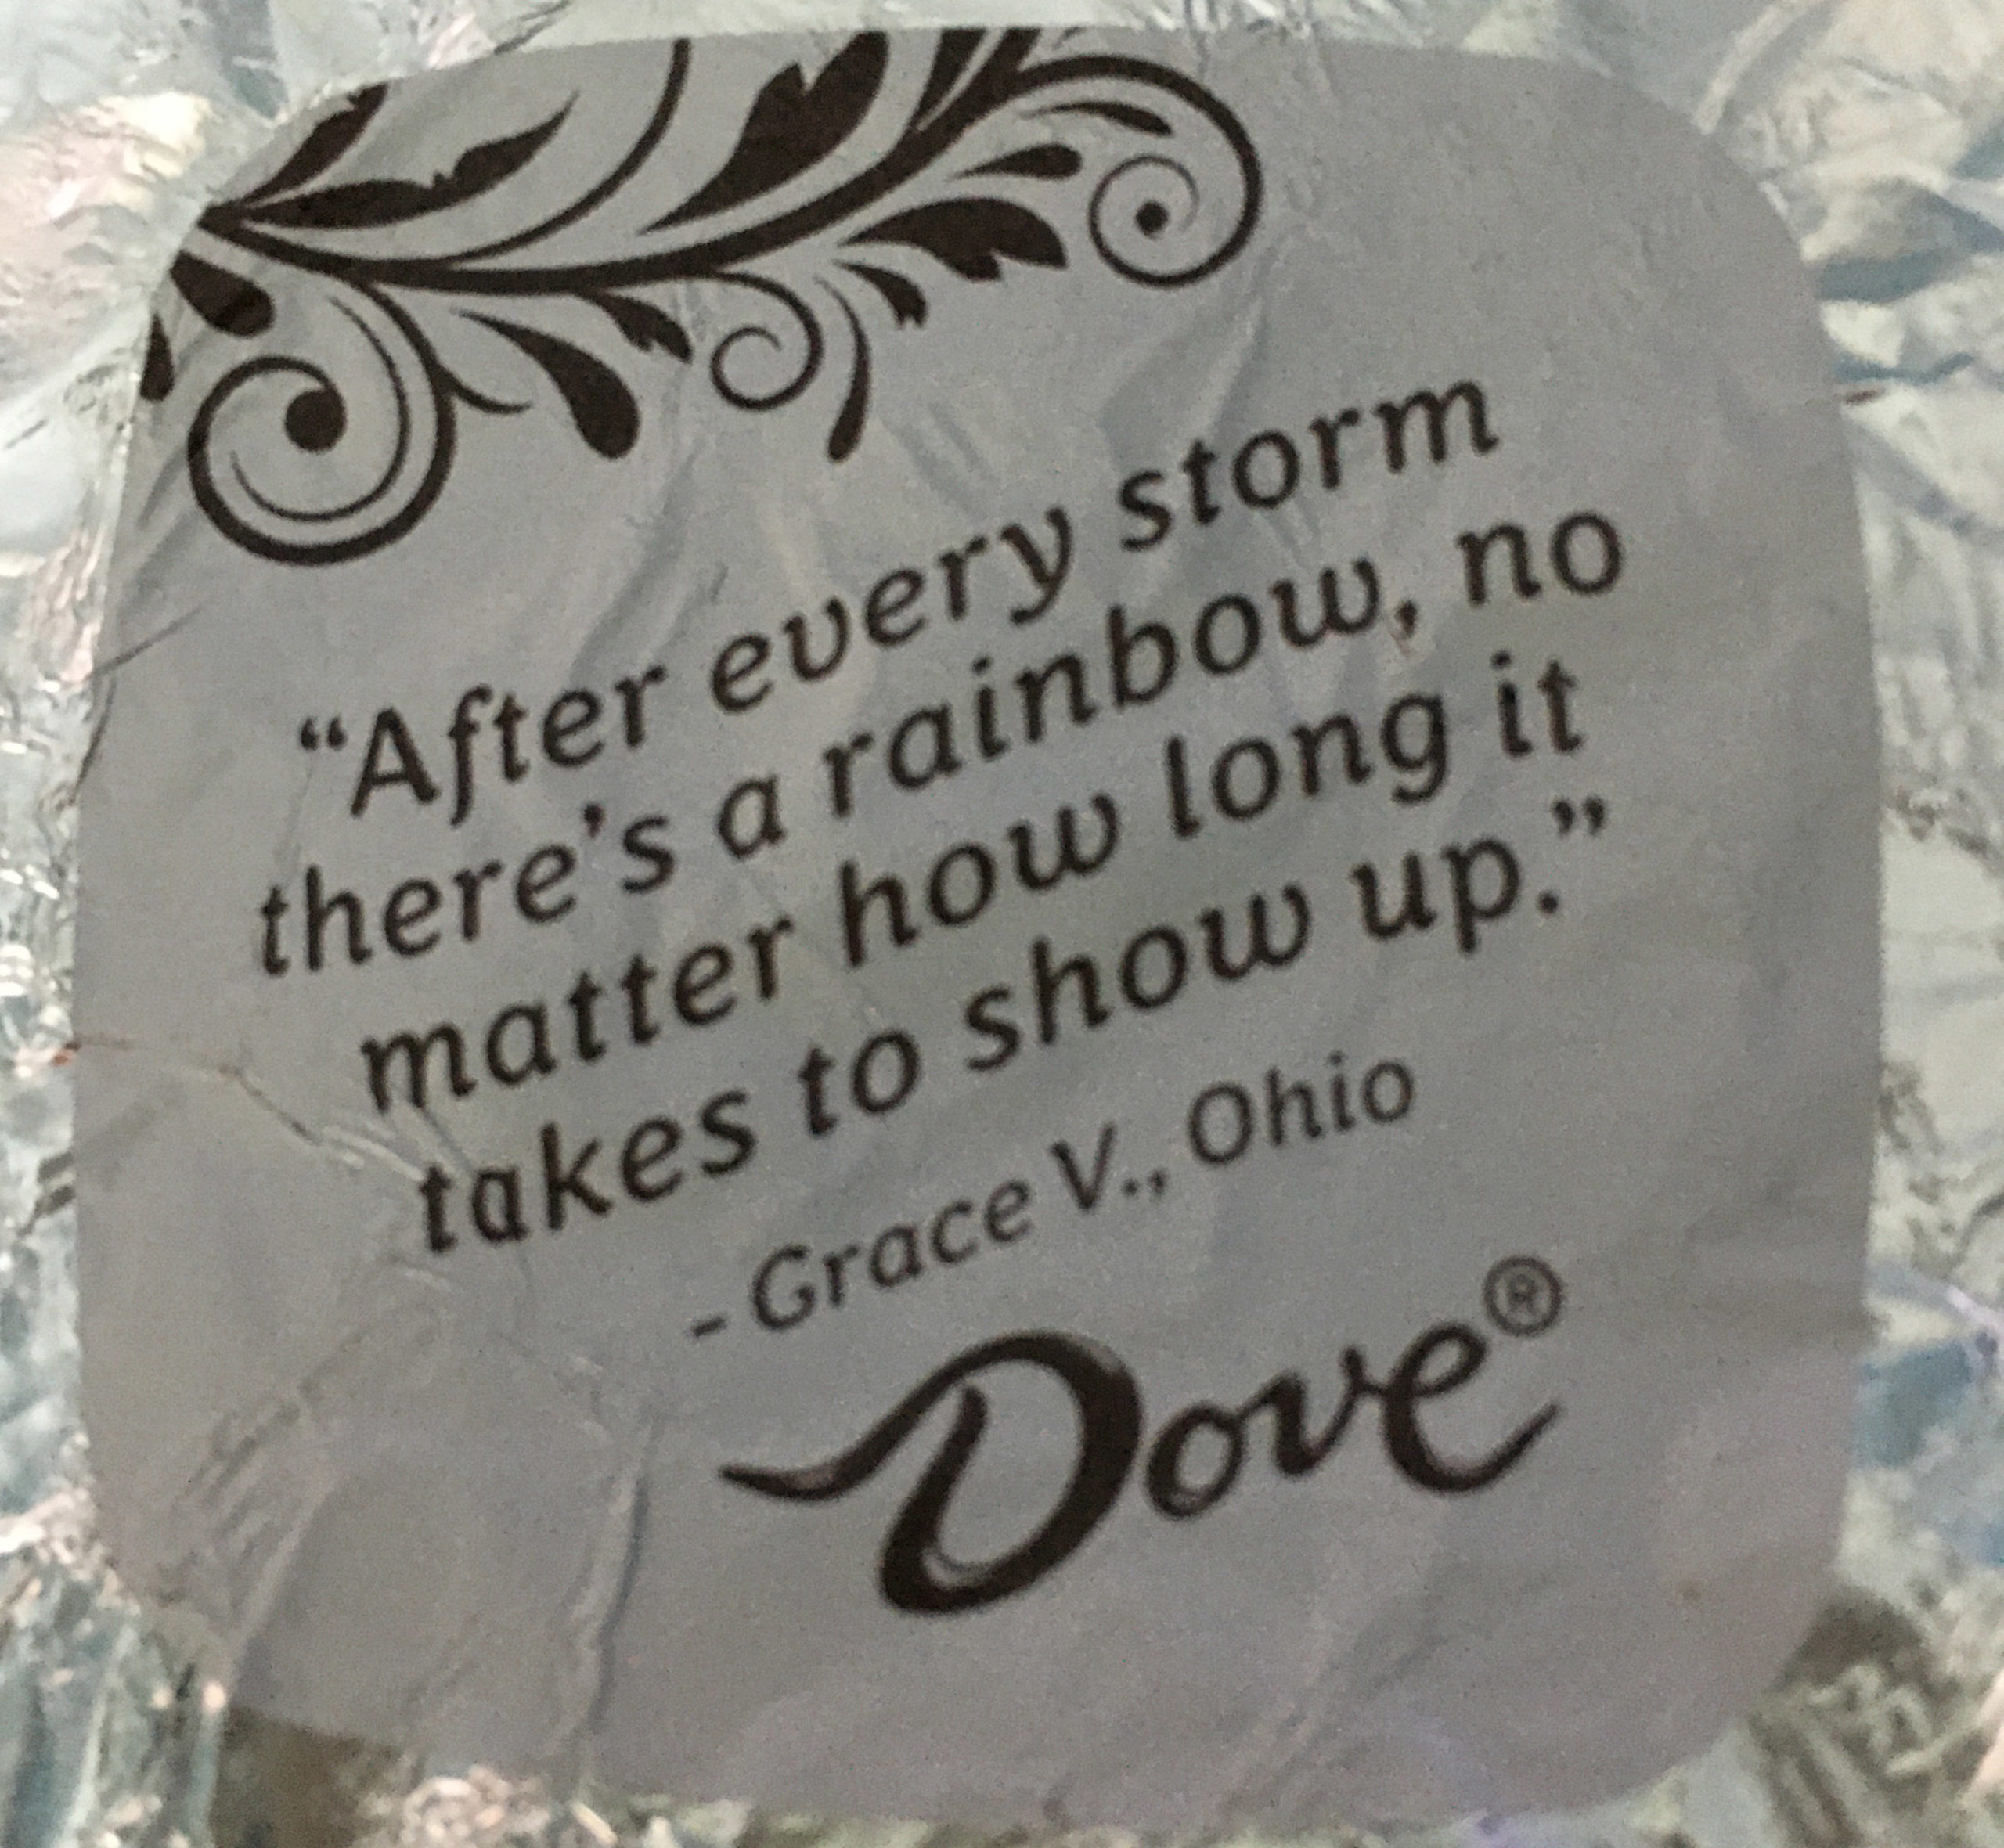 “After every storm
there's a rainbow, no
matter how long it
takes to show up.”
- Grace V., Ohio
Dove®